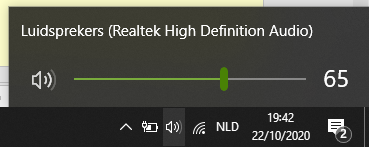 Luidsprekers (Realtek High Definition Audio)
65
NLD
19:42
22/10/2020
2